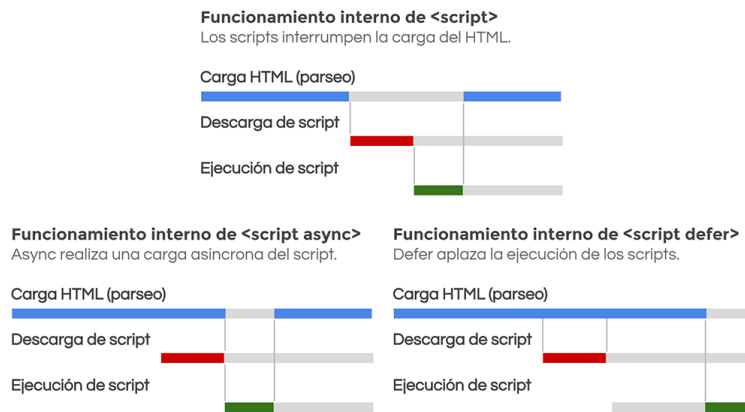 Funcionamiento interno de <script>
Los scripts interrumpen la carga del HTML.
Carga HTML (parseo)
Descarga de script
Ejecución de script
Funcionamiento interno de <script async>
Async realiza una carga asíncrona del script.
Carga HTML (parseo)
Descarga de script
Ejecución de script
Funcionamiento interno de <script defer>
Defer aplaza la ejecución de los scripts.
Carga HTML (parseo)
Descarga de script
Ejecución de script